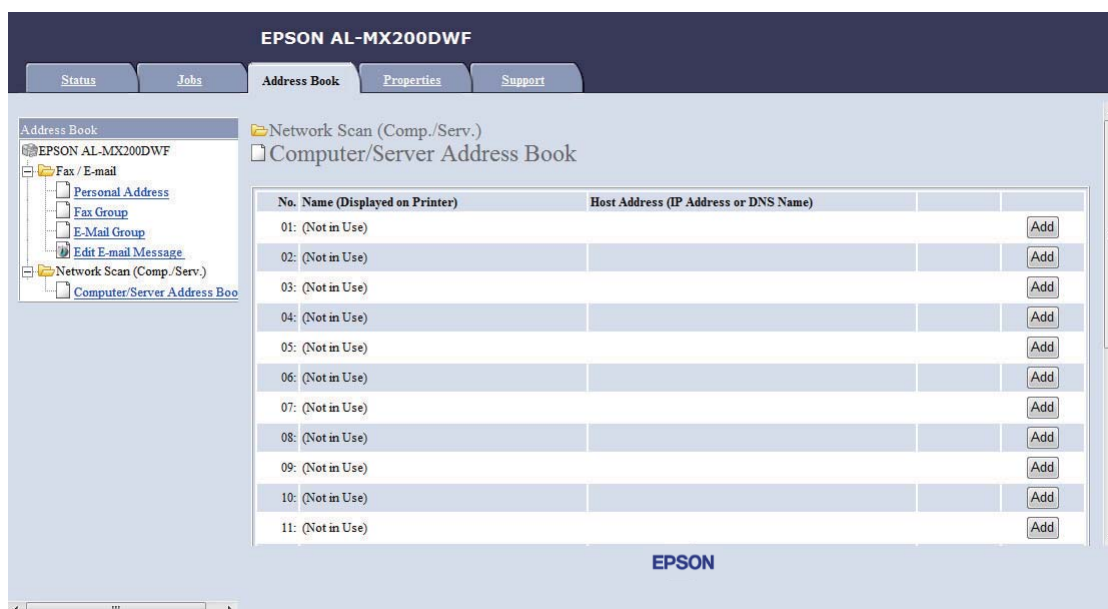 EPSON AL-MX200DWF
Status Jobs Address Book Properties Support
Address Book
EPSON AL-MX200DWF
Fax / E-mail
Personal Address
Fax Group
E-Mail Group
Edit E-mail Message
Network Scan (Comp./Serv.)
Computer/Server Address Boo
Network Scan (Comp./Serv.)
Computer/Server Address Book
No. Name (Displayed on Printer) Host Address (IP Address or DNS Name)
01: (Not in Use) Add
02: (Not in Use) Add
03: (Not in Use) Add
04: (Not in Use) Add
05: (Not in Use) Add
06: (Not in Use) Add
07: (Not in Use) Add
08: (Not in Use) Add
09: (Not in Use) Add
10: (Not in Use) Add
11: (Not in Use) Add
EPSON